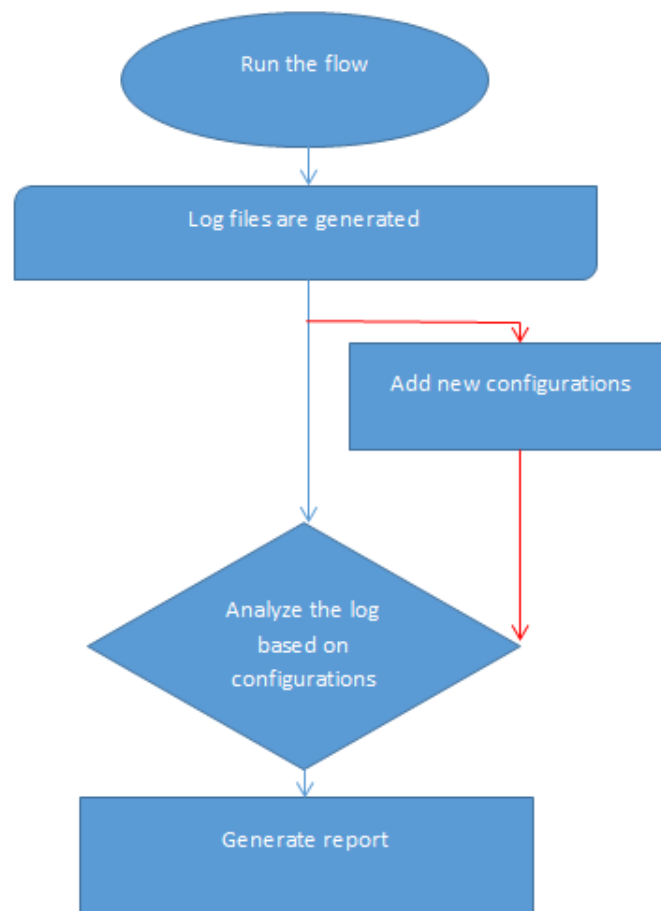 Run the flow
Log files are generated
Add new configurations
Analyze the log
based on
configurations
Generate report